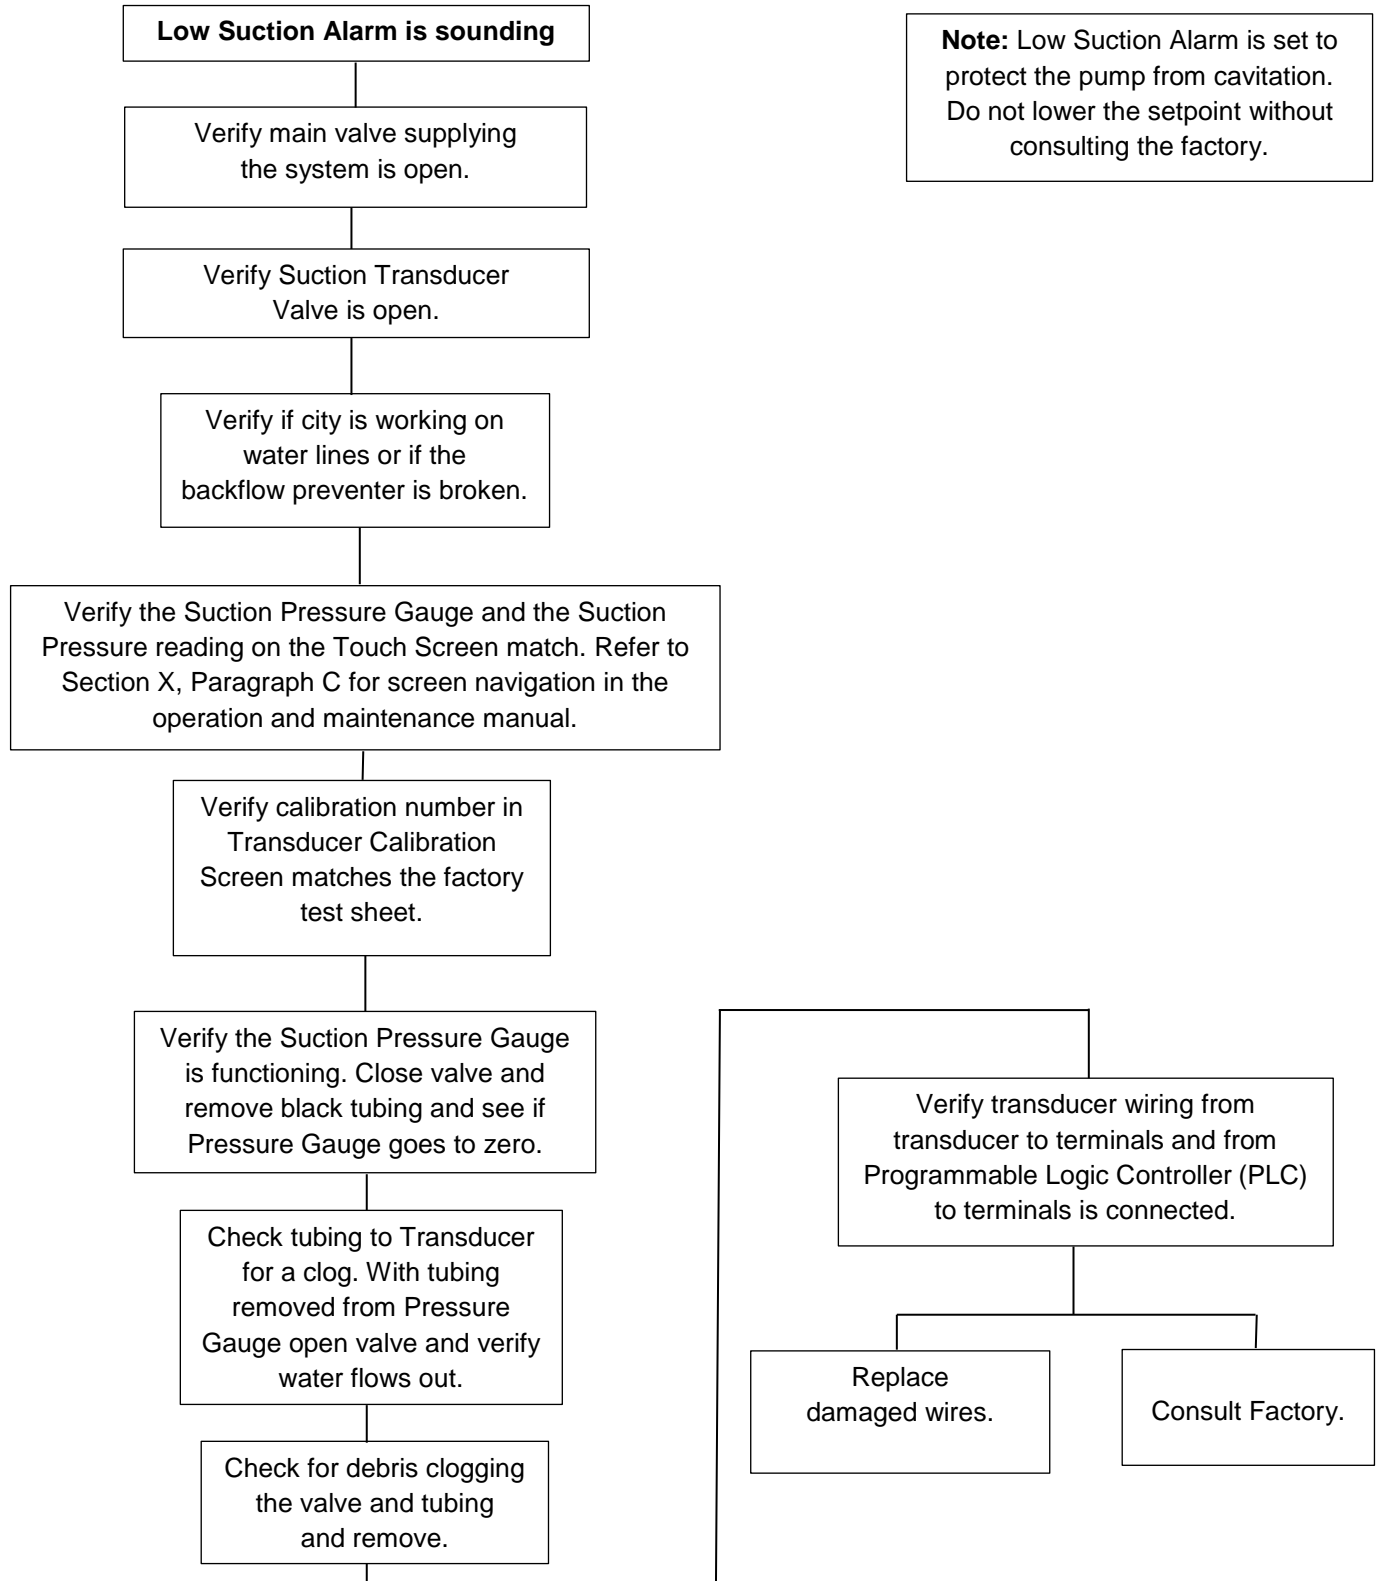 Low Suction Alarm is sounding
Note: Low Suction Alarm is set to
protect the pump from cavitation.
Do not lower the setpoint without
consulting the factory.
Verify main valve supplying
the system is open.
Verify Suction Transducer
Valve is open.
Verify if city is working on
water lines or if the
backflow preventer is broken.
Verify the Suction Pressure Gauge and the Suction
Pressure reading on the Touch Screen match. Refer to
Section X, Paragraph C for screen navigation in the
operation and maintenance manual.
Verify calibration number in
Transducer Calibration
Screen matches the factory
test sheet.
Verify the Suction Pressure Gauge
is functioning. Close valve and
remove black tubing and see if
Pressure Gauge goes to zero.
Check tubing to Transducer
for a clog. With tubing
removed from Pressure
Gauge open valve and verify
water flows out.
Check for debris clogging
the valve and tubing
and remove.
Verify transducer wiring from
transducer to terminals and from
Programmable Logic Controller (PLC)
to terminals is connected.
Replace
damaged wires.
Consult Factory.